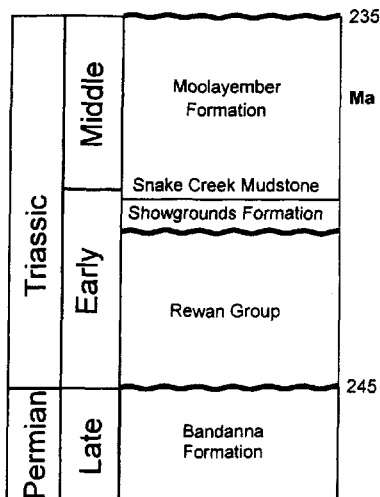 235
Ma
Triassic
Middle
Moolayember
Formation
Snake Creek Mudstone
Showgrounds Formation
Early
Rewan Group
245
Permian
Late
Bandanna
Formation